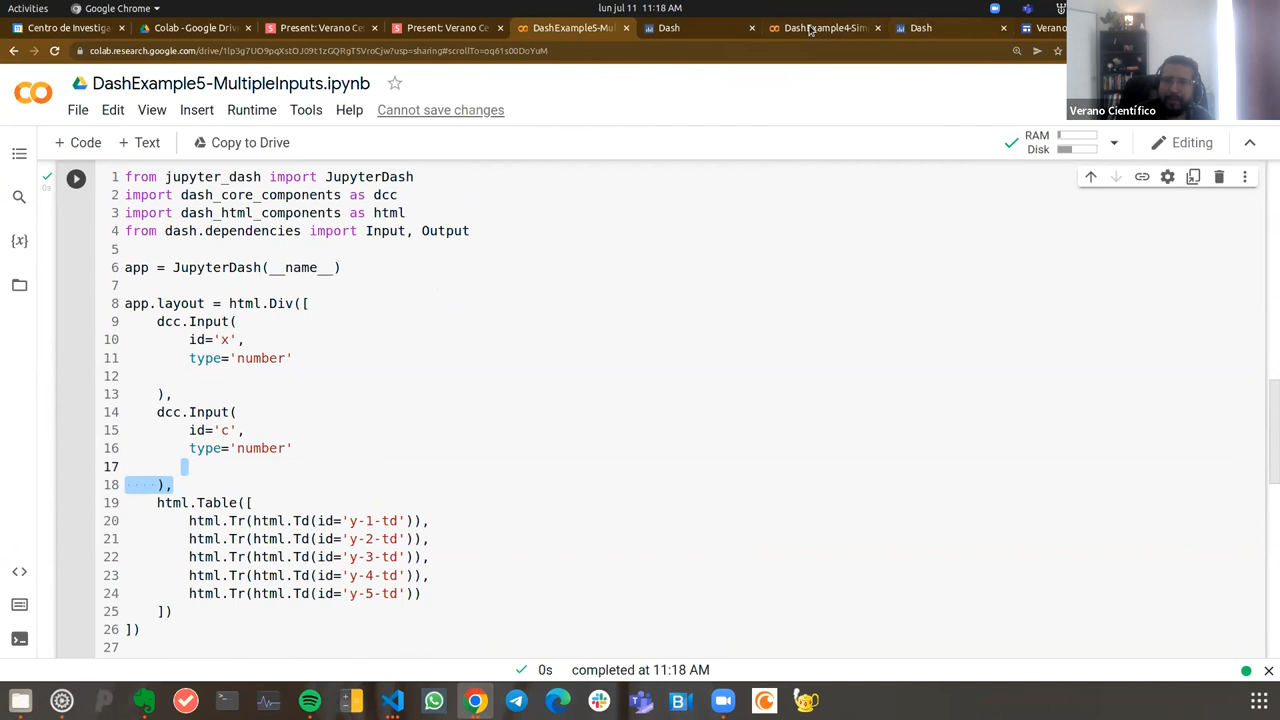 Activities
Google Chrome
lun jul 11 11:18 AM
Centro de Investiga
Colab - Google Drive
Present: Verano Ce
Present: Verano Ce
DashExample5-Mul
Dash
DashExample4-Sim
Dash
Verano
colab.research.google.com/drive/1lp3g7UO9pqXstOJ09t1zGQRgTSVroCjw?usp=sharing#scrollTo=oq61s00DoYuM
DashExample5-MultipleInputs.ipynb
File Edit View Insert Runtime Tools Help Cannot save changes
+ Code + Text Copy to Drive
RAM
Disk
Editing
Verano Científico
0s
1 from jupyter_dash import JupyterDash
2 import dash_core_components as dcc
3 import dash_html_components as html
4 from dash.dependencies import Input, Output
5
6 app = JupyterDash(__name__)
7
8 app.layout = html.Div([
9 dcc.Input(
10 id='x',
11 type='number'
12
13 ),
14 dcc.Input(
15 id='c',
16 type='number'
17
18 ),
19 html.Table([
20 html.Tr(html.Td(id='y-1-td')),
21 html.Tr(html.Td(id='y-2-td')),
22 html.Tr(html.Td(id='y-3-td')),
23 html.Tr(html.Td(id='y-4-td')),
24 html.Tr(html.Td(id='y-5-td'))
25 ])
26 ])
27
0s completed at 11:18 AM